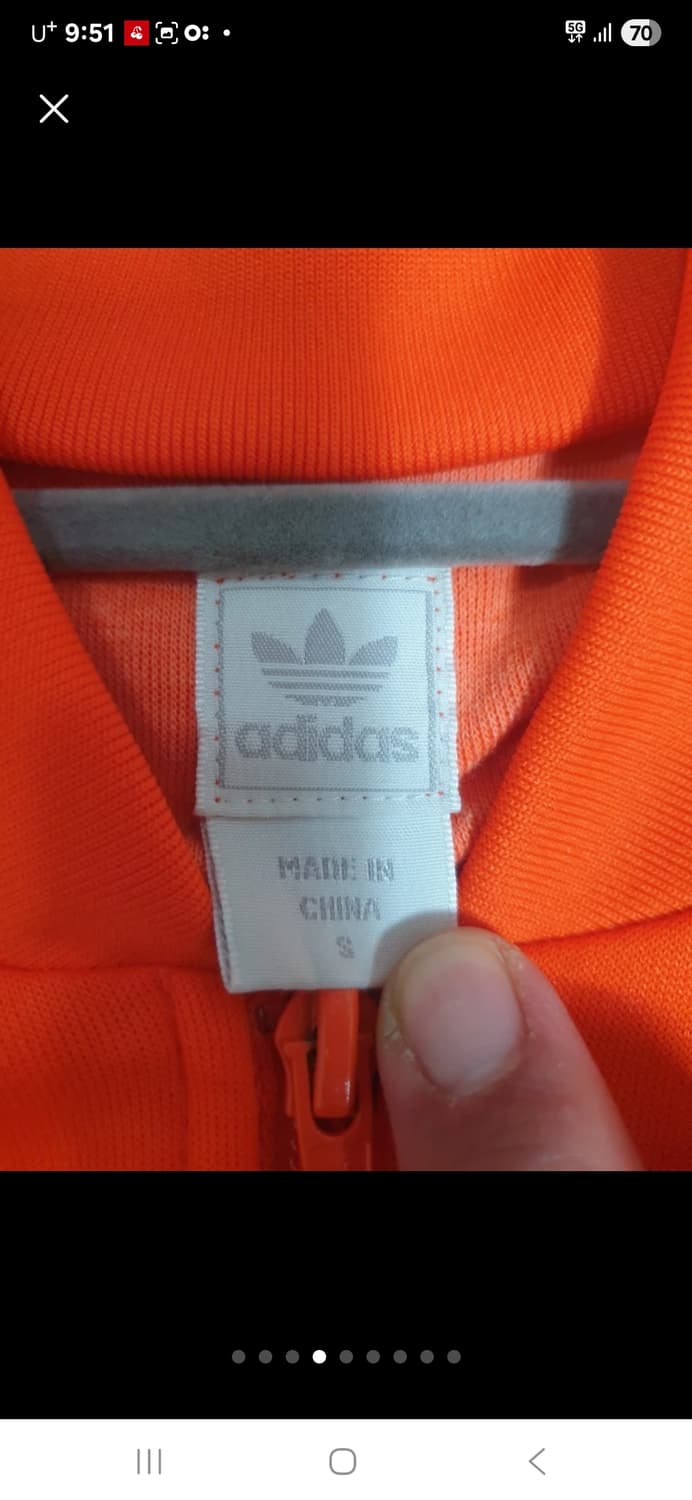 U+ 9:51
5G
70
adidas
MADE IN
CHINA
S